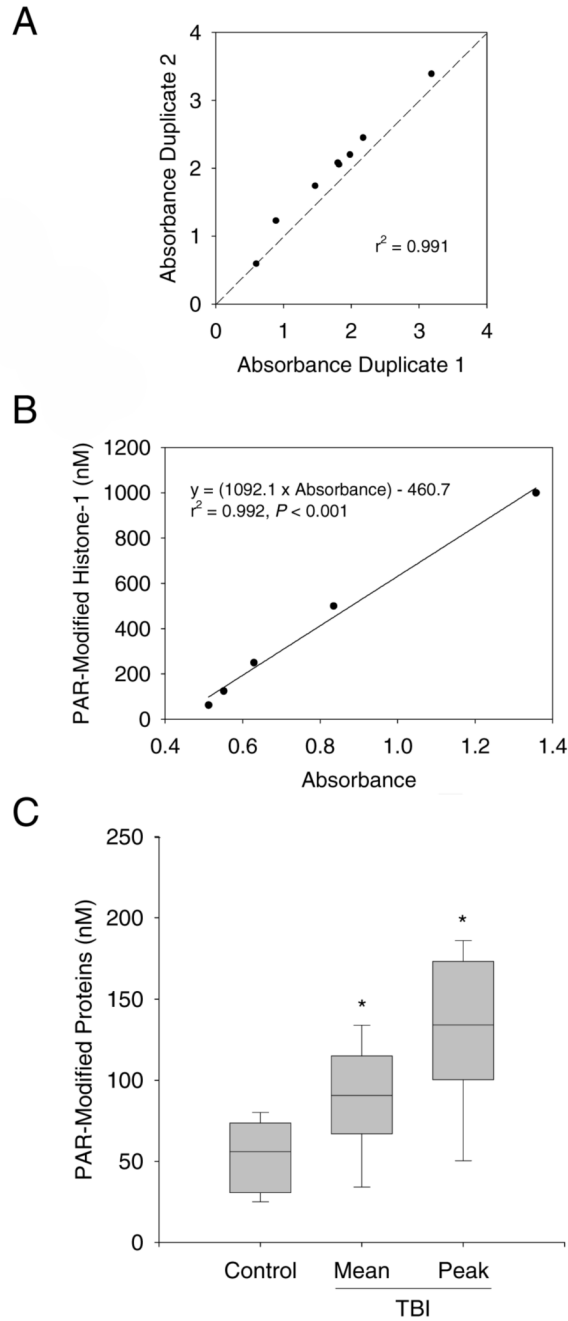 A
Absorbance Duplicate 2
4
3
2
1
0
r² = 0.991
0 1 2 3 4
Absorbance Duplicate 1
B
PAR-Modified Histone-1 (nM)
1200
1000
800
600
400
200
0
y = (1092.1 x Absorbance) - 460.7
r² = 0.992, P < 0.001
0.4 0.6 0.8 1.0 1.2 1.4
Absorbance
C
PAR-Modified Proteins (nM)
250
200
150
100
50
0
*
*
Control Mean Peak
TBI